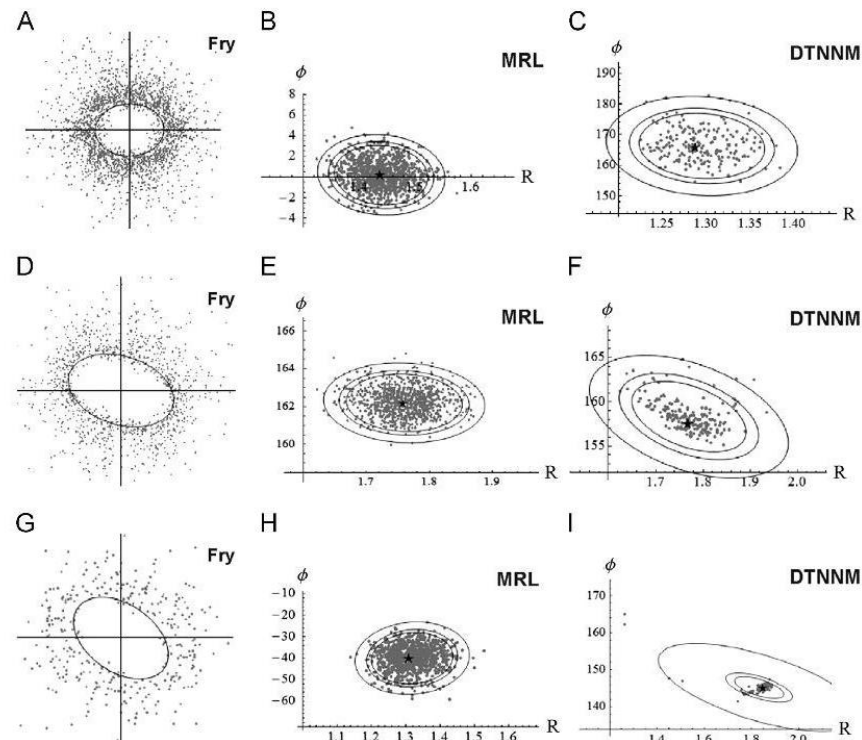 A
Fry
B
MRL
ϕ
8
6
4
2
-2
-4
1.4
1.5
1.6
R
C
DTNNM
ϕ
190
180
170
160
150
1.25
1.30
1.35
1.40
R
D
Fry
E
MRL
ϕ
166
164
162
160
1.7
1.8
1.9
R
F
DTNNM
ϕ
165
160
155
1.7
1.8
1.9
2.0
R
G
Fry
H
MRL
ϕ
-10
-20
-30
-40
-50
-60
1.1
1.2
1.3
1.4
1.5
1.6
R
I
DTNNM
ϕ
170
160
150
140
1.4
1.6
1.8
2.0
R